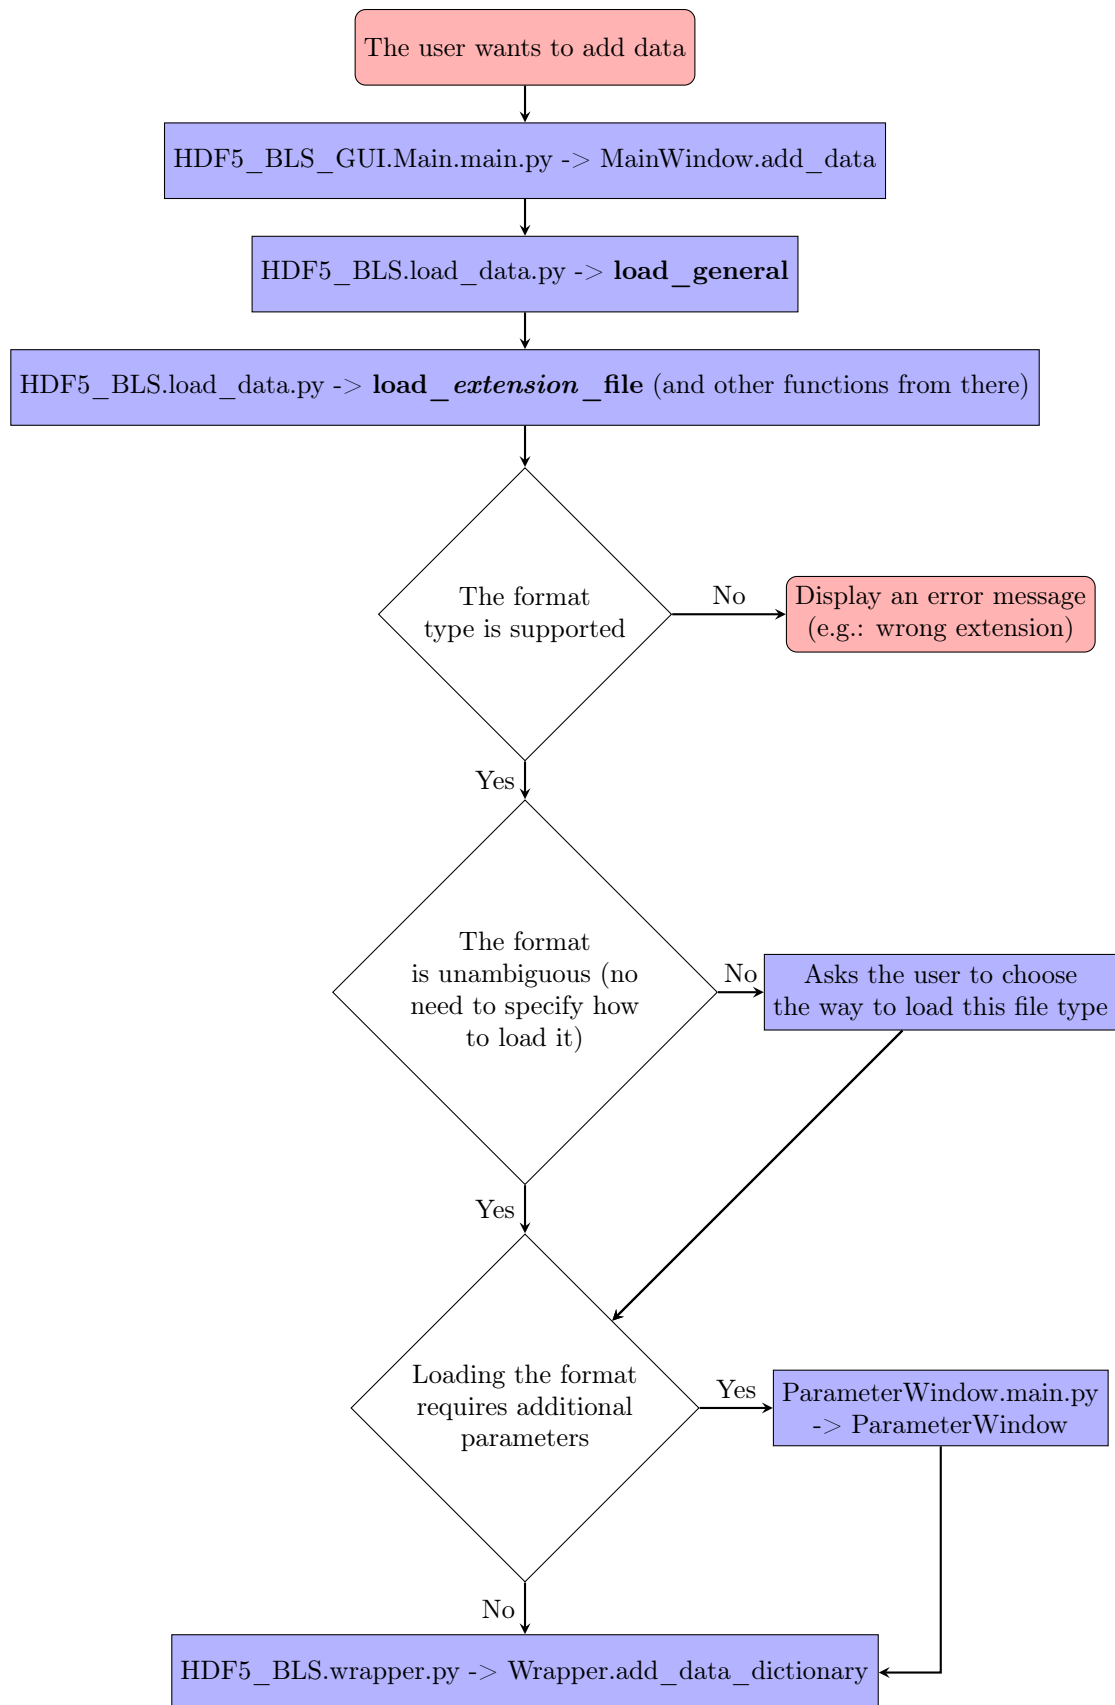 The user wants to add data
HDF5_BLS_GUI.Main.main.py -> MainWindow.add_data
HDF5_BLS.load_data.py -> load_general
HDF5_BLS.load_data.py -> load_extension_file (and other functions from there)
The format
type is supported
No
Display an error message
(e.g.: wrong extension)
Yes
The format
is unambiguous (no
need to specify how
to load it)
No
Asks the user to choose
the way to load this file type
Yes
Loading the format
requires additional
parameters
Yes
ParameterWindow.main.py
-> ParameterWindow
No
HDF5_BLS.wrapper.py -> Wrapper.add_data_dictionary